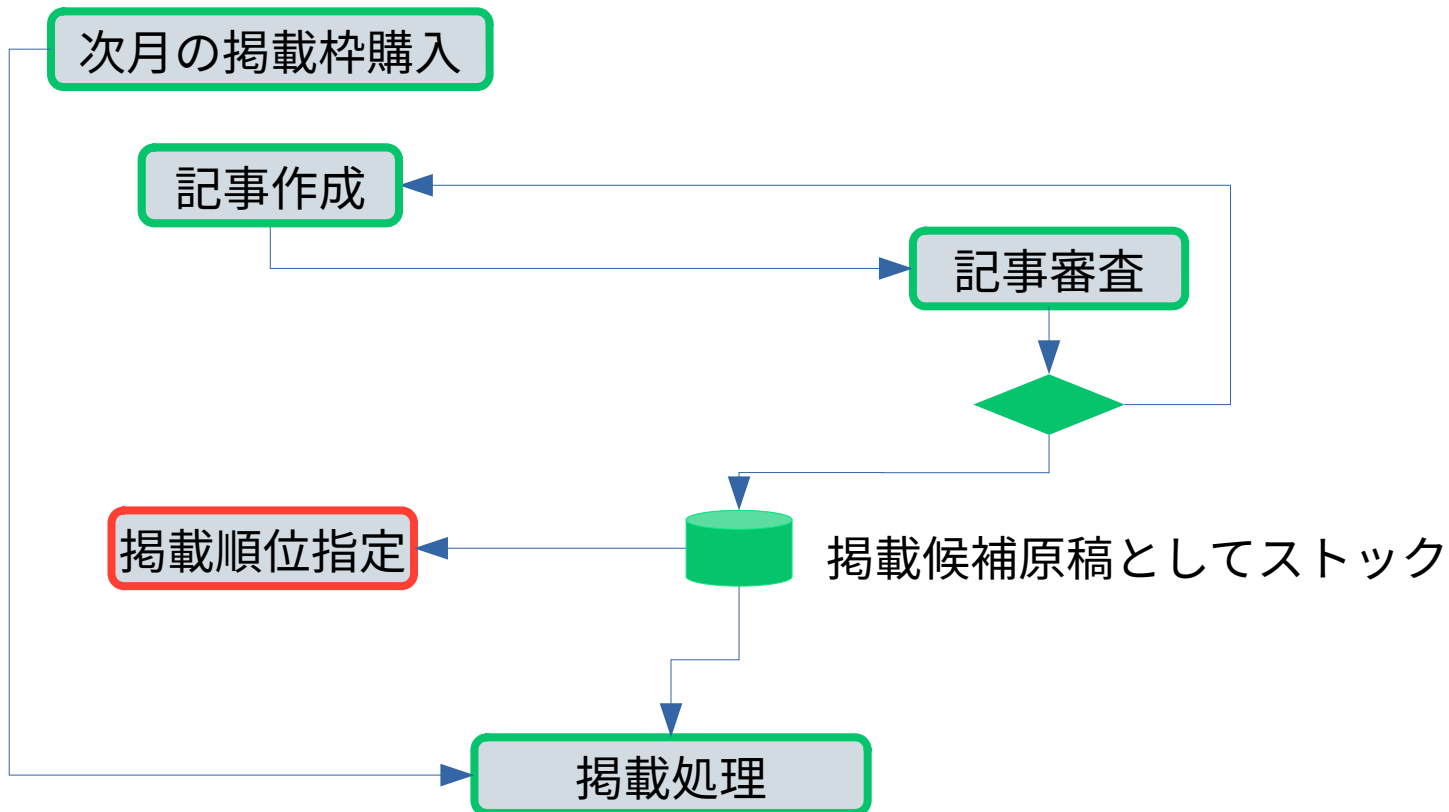 次月の掲載枠購入
記事作成
記事審査
掲載順位指定
掲載候補原稿としてストック
掲載処理